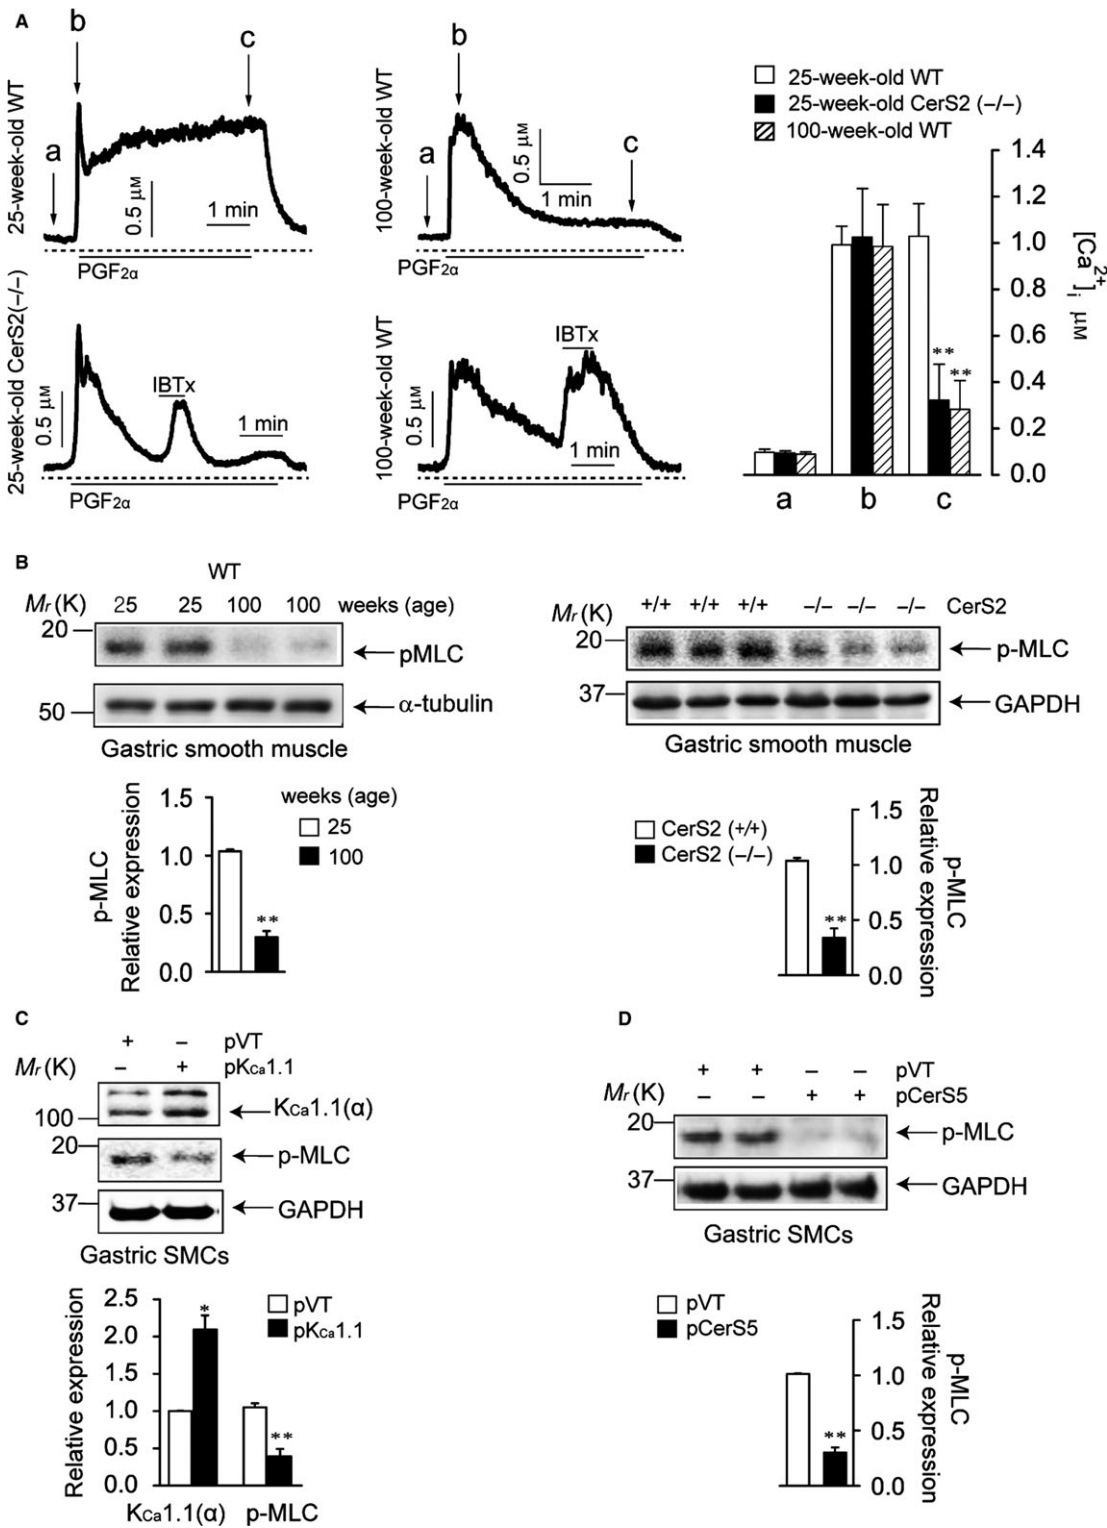 A
25-week-old WT
a
b
c
0.5 μM
1 min
PGF2α
100-week-old WT
a
b
c
0.5 μM
1 min
PGF2α
25-week-old WT
25-week-old CerS2 (−/−)
100-week-old WT
1.4
1.2
1.0
0.8
0.6
0.4
0.2
0.0
[Ca2+]i μM
**
**
a b c
25-week-old CerS2(−/−)
0.5 μM
IBTx
1 min
PGF2α
100-week-old WT
0.5 μM
IBTx
1 min
PGF2α
B
WT
Mr (K) 25 25 100 100 weeks (age)
20
pMLC
50
α-tubulin
Gastric smooth muscle
p-MLC
Relative expression
1.5
1.0
0.5
0.0
**
weeks (age)
25
100
Mr (K) +/+ +/+ +/+ −/− −/− −/− CerS2
20
p-MLC
37
GAPDH
Gastric smooth muscle
CerS2 (+/+)
CerS2 (−/−)
**
1.5
1.0
0.5
0.0
Relative expression
p-MLC
C
+ − pVT
Mr (K) − + pKCa1.1
100
KCa1.1(α)
20
p-MLC
37
GAPDH
Gastric SMCs
Relative expression
2.5
2.0
1.5
1.0
0.5
0.0
*
**
pVT
pKCa1.1
KCa1.1(α) p-MLC
D
+ + − − pVT
Mr (K) − − + + pCerS5
20
p-MLC
37
GAPDH
Gastric SMCs
pVT
pCerS5
**
1.5
1.0
0.5
0.0
Relative expression
p-MLC